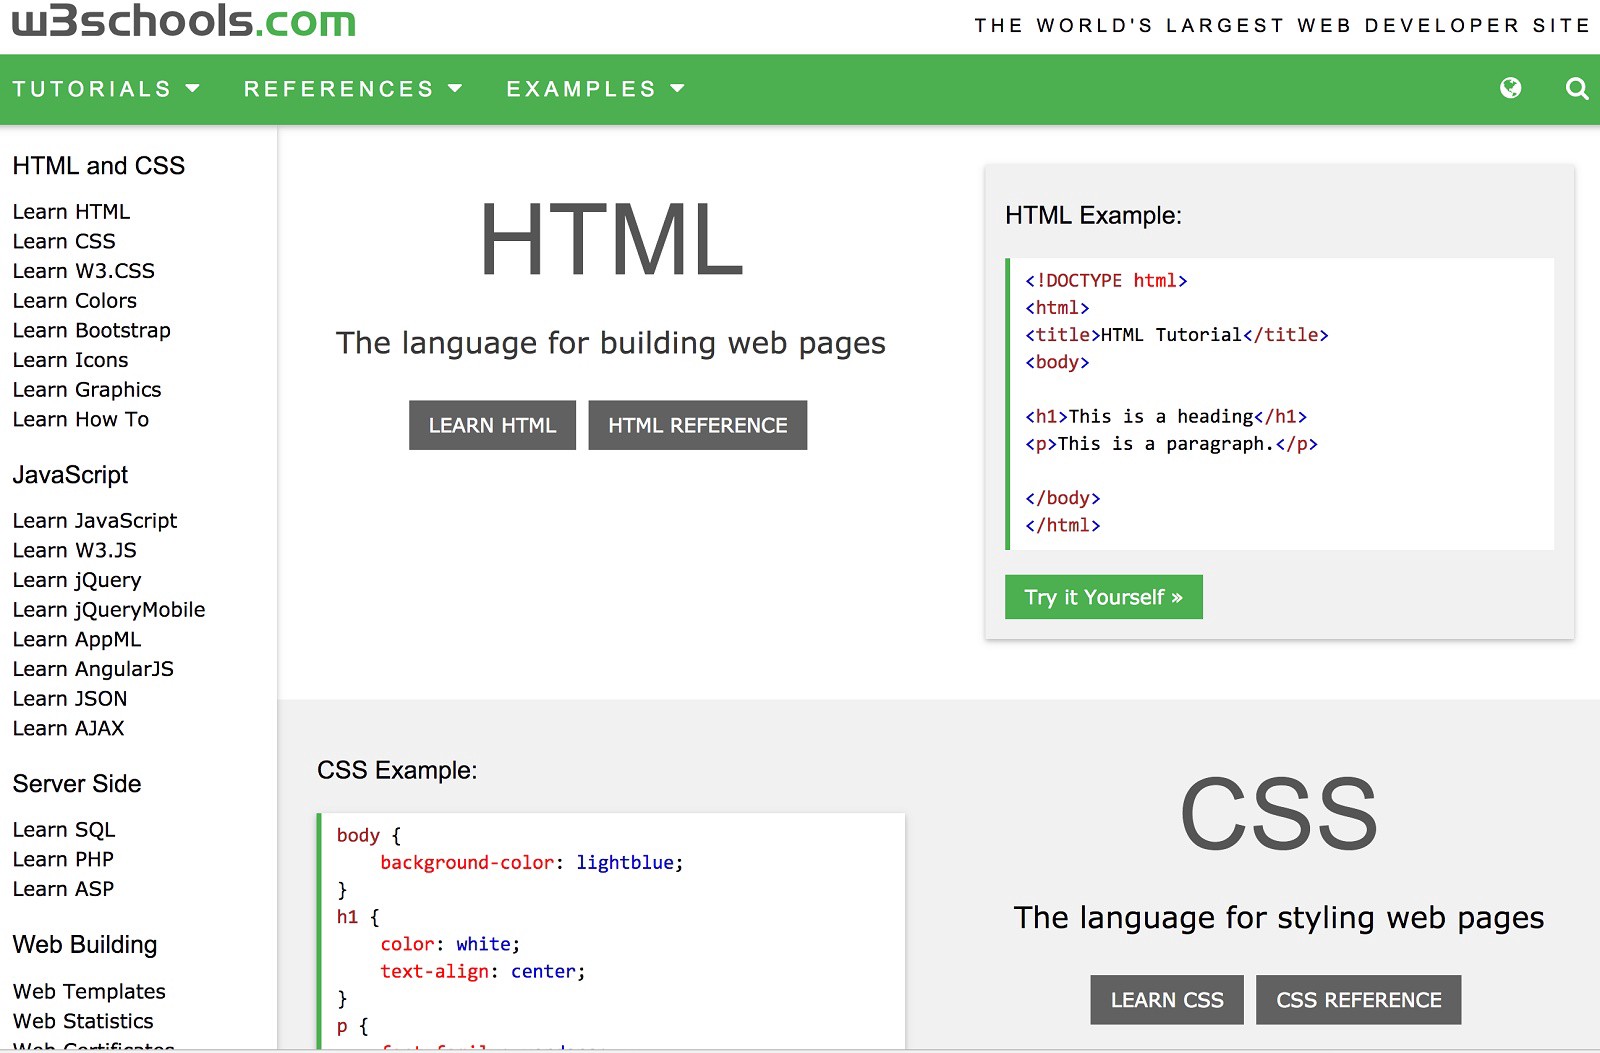 w3schools.com
THE WORLD'S LARGEST WEB DEVELOPER SITE
TUTORIALS
REFERENCES
EXAMPLES
HTML and CSS
Learn HTML
Learn CSS
Learn W3.CSS
Learn Colors
Learn Bootstrap
Learn Icons
Learn Graphics
Learn How To
JavaScript
Learn JavaScript
Learn W3.JS
Learn jQuery
Learn jQueryMobile
Learn AppML
Learn AngularJS
Learn JSON
Learn AJAX
Server Side
Learn SQL
Learn PHP
Learn ASP
Web Building
Web Templates
Web Statistics
Web Certificates
HTML
The language for building web pages
LEARN HTML
HTML REFERENCE
HTML Example:
<!DOCTYPE html>
<html>
<title>HTML Tutorial</title>
<body>
<h1>This is a heading</h1>
<p>This is a paragraph.</p>
</body>
</html>
Try it Yourself »
CSS Example:
body {
background-color: lightblue;
}
h1 {
color: white;
text-align: center;
}
p {
CSS
The language for styling web pages
LEARN CSS
CSS REFERENCE